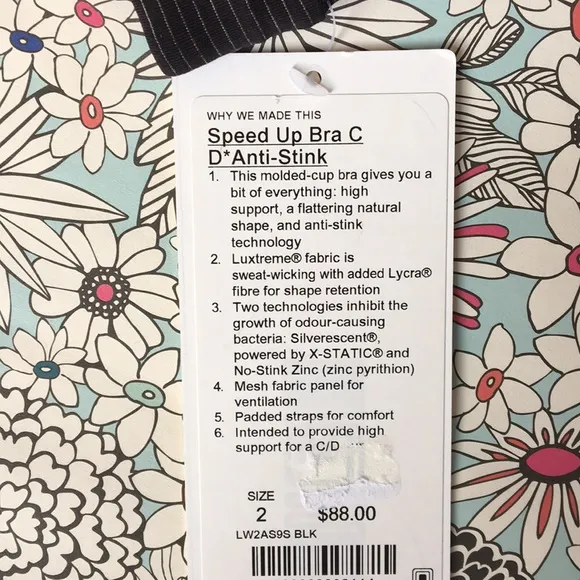 WHY WE MADE THIS
Speed Up Bra C
D*Anti-Stink
1. This molded-cup bra gives you a
bit of everything: high
support, a flattering natural
shape, and anti-stink
technology
2. Luxtreme® fabric is
sweat-wicking with added Lycra®
fibre for shape retention
3. Two technologies inhibit the
growth of odour-causing
bacteria: Silverescent®,
powered by X-STATIC® and
No-Stink Zinc (zinc pyrithion)
4. Mesh fabric panel for
ventilation
5. Padded straps for comfort
6. Intended to provide high
support for a C/D
SIZE
2 $88.00
LW2AS9S BLK